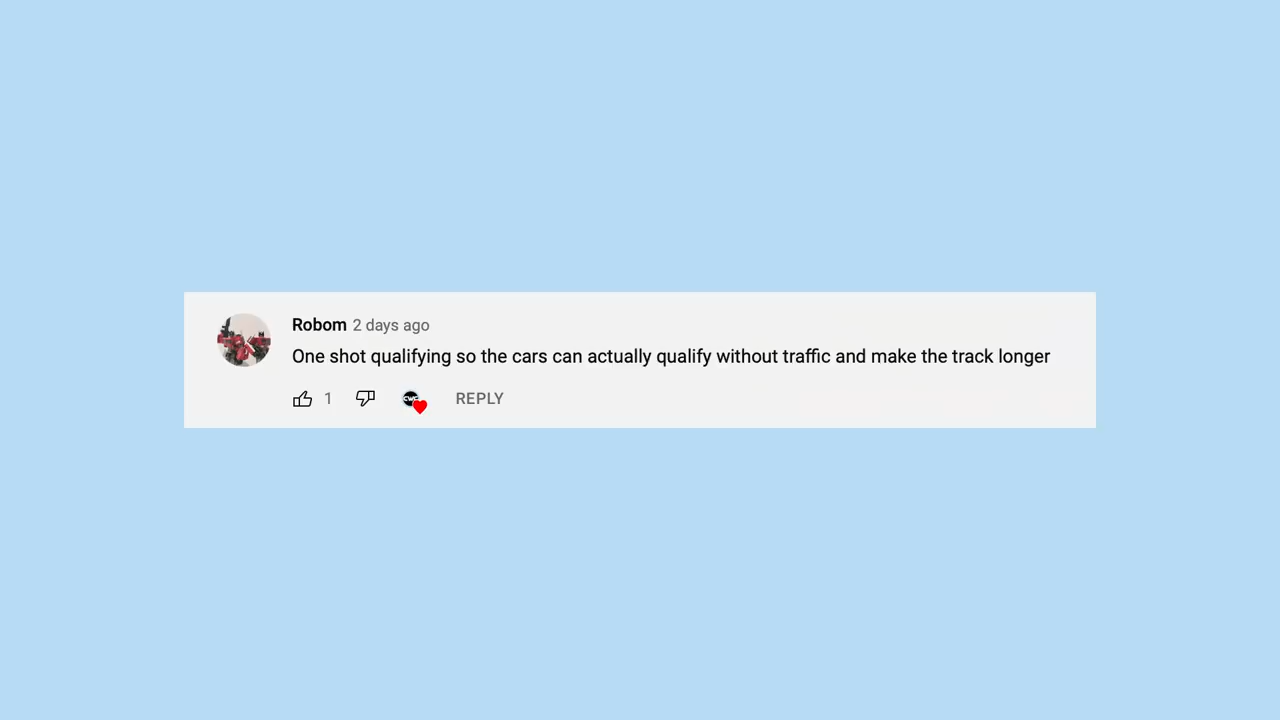 Robom 2 days ago
One shot qualifying so the cars can actually qualify without traffic and make the track longer
1 REPLY